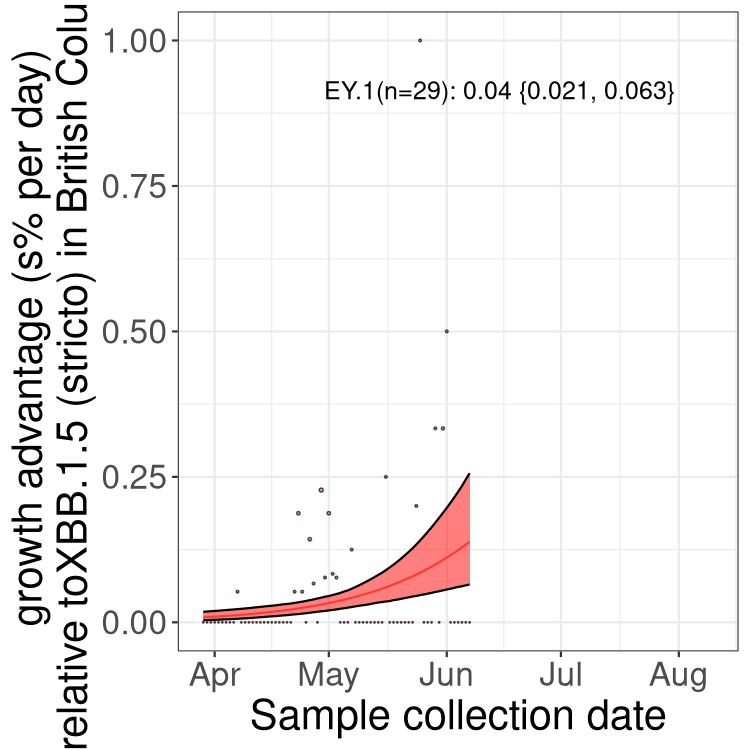 growth advantage (s% per day)
relative toXBB.1.5 (stricto) in British Colu
1.00
0.75
0.50
0.25
0.00
EY.1(n=29): 0.04 {0.021, 0.063}
Apr May Jun Jul Aug
Sample collection date